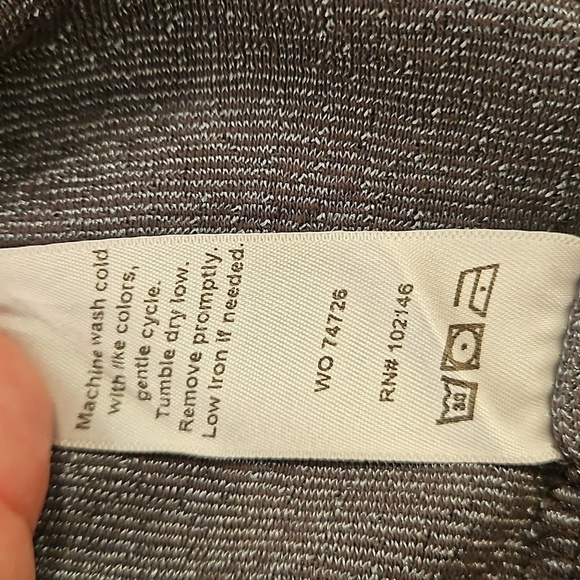 Machine wash cold
with like colors,
gentle cycle.
Tumble dry low.
Remove promptly.
Low Iron if needed.
WO 74726
RN# 102146
30